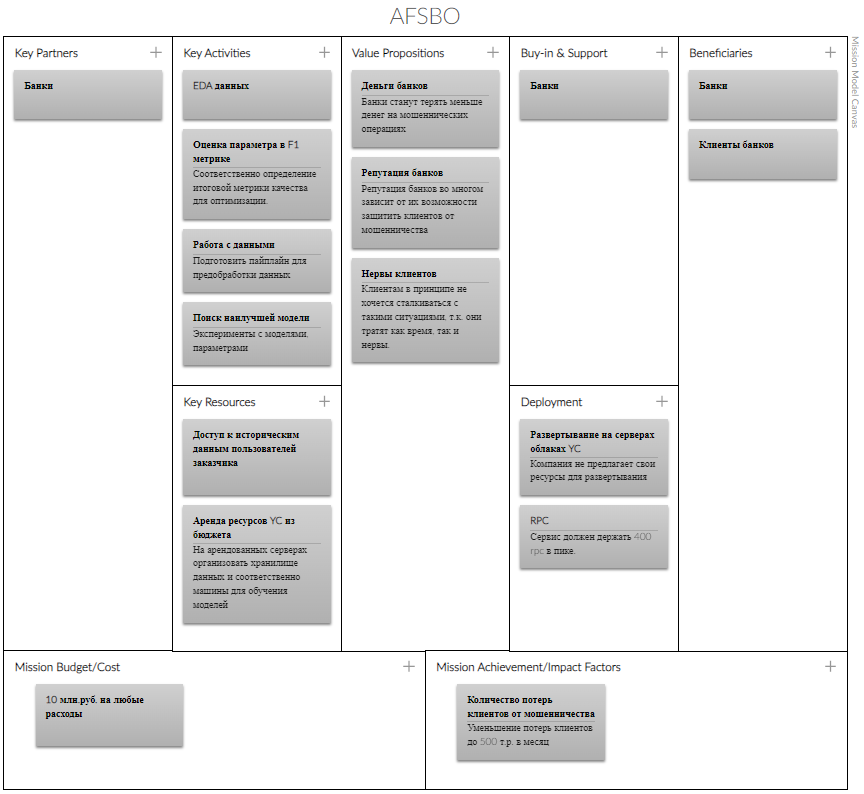 AFSBO
Mission Model Canvas
Key Partners
Банки
Key Activities
EDA данных
Оценка параметра в F1
метрике
Соответственно определение
итоговой метрики качества
для оптимизации.
Работа с данными
Подготовить пайплайн для
предобработки данных
Поиск наилучшей модели
Эксперименты с моделями,
параметрами
Key Resources
Доступ к историческим
данным пользователей
заказчика
Аренда ресурсов YC из
бюджета
На арендованных серверах
организовать хранилище
данных и соответственно
машины для обучения
моделей
Value Propositions
Деньги банков
Банки станут терять меньше
денег на мошеннических
операциях
Репутация банков
Репутация банков во многом
зависит от их возможности
защитить клиентов от
мошенничества
Нервы клиентов
Клиентам в принципе не
хочется сталкиваться с
такими ситуациями, т.к. они
тратят как время, так и
нервы.
Buy-in & Support
Банки
Deployment
Развертывание на серверах
облаках YC
Компания не предлагает свои
ресурсы для развертывания
RPC
Сервис должен держать 400
rpc в пике.
Beneficiaries
Банки
Клиенты банков
Mission Budget/Cost
10 млн.руб. на любые
расходы
Mission Achievement/Impact Factors
Количество потерь
клиентов от мошенничества
Уменьшение потерь клиентов
до 500 т.р. в месяц